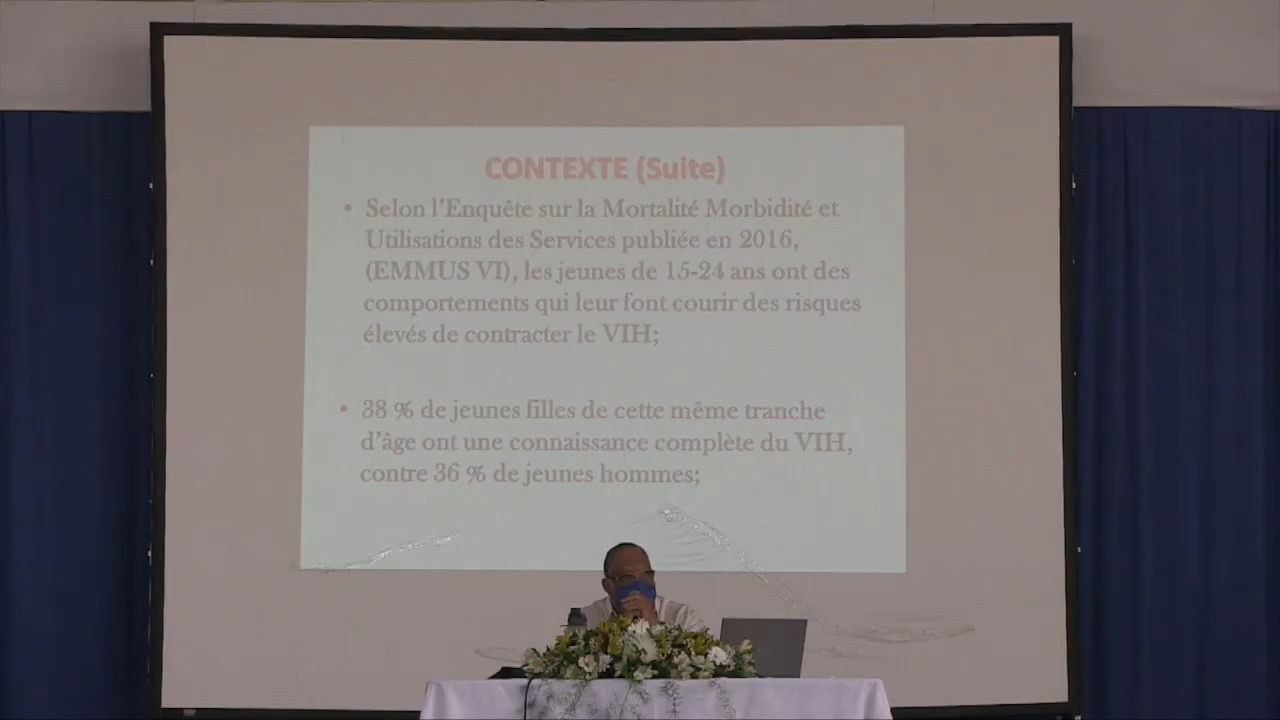 CONTEXTE (Suite)
• Selon l'Enquête sur la Mortalité Morbidité et
Utilisations des Services publiée en 2016,
(EMMUS VI), les jeunes de 15-24 ans ont des
comportements qui leur font courir des risques
élevés de contracter le VIH;
• 38 % de jeunes filles de cette même tranche
d'âge ont une connaissance complète du VIH,
contre 36 % de jeunes hommes;